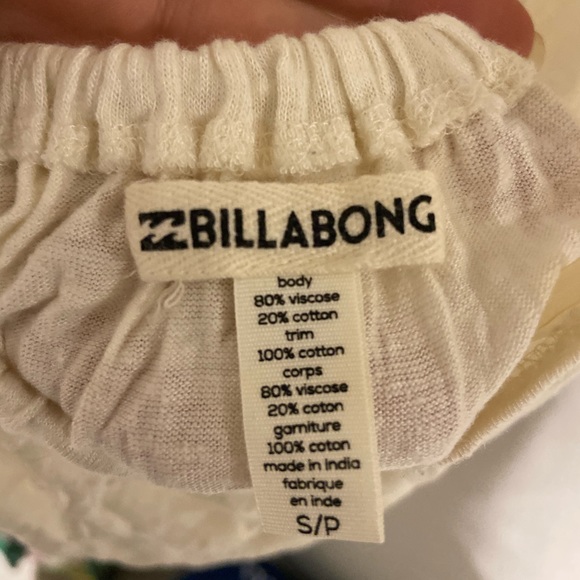 BILLABONG
body
80% viscose
20% cotton
trim
100% cotton
corps
80% viscose
20% coton
garniture
100% coton
made in india
fabrique
en inde
S/P